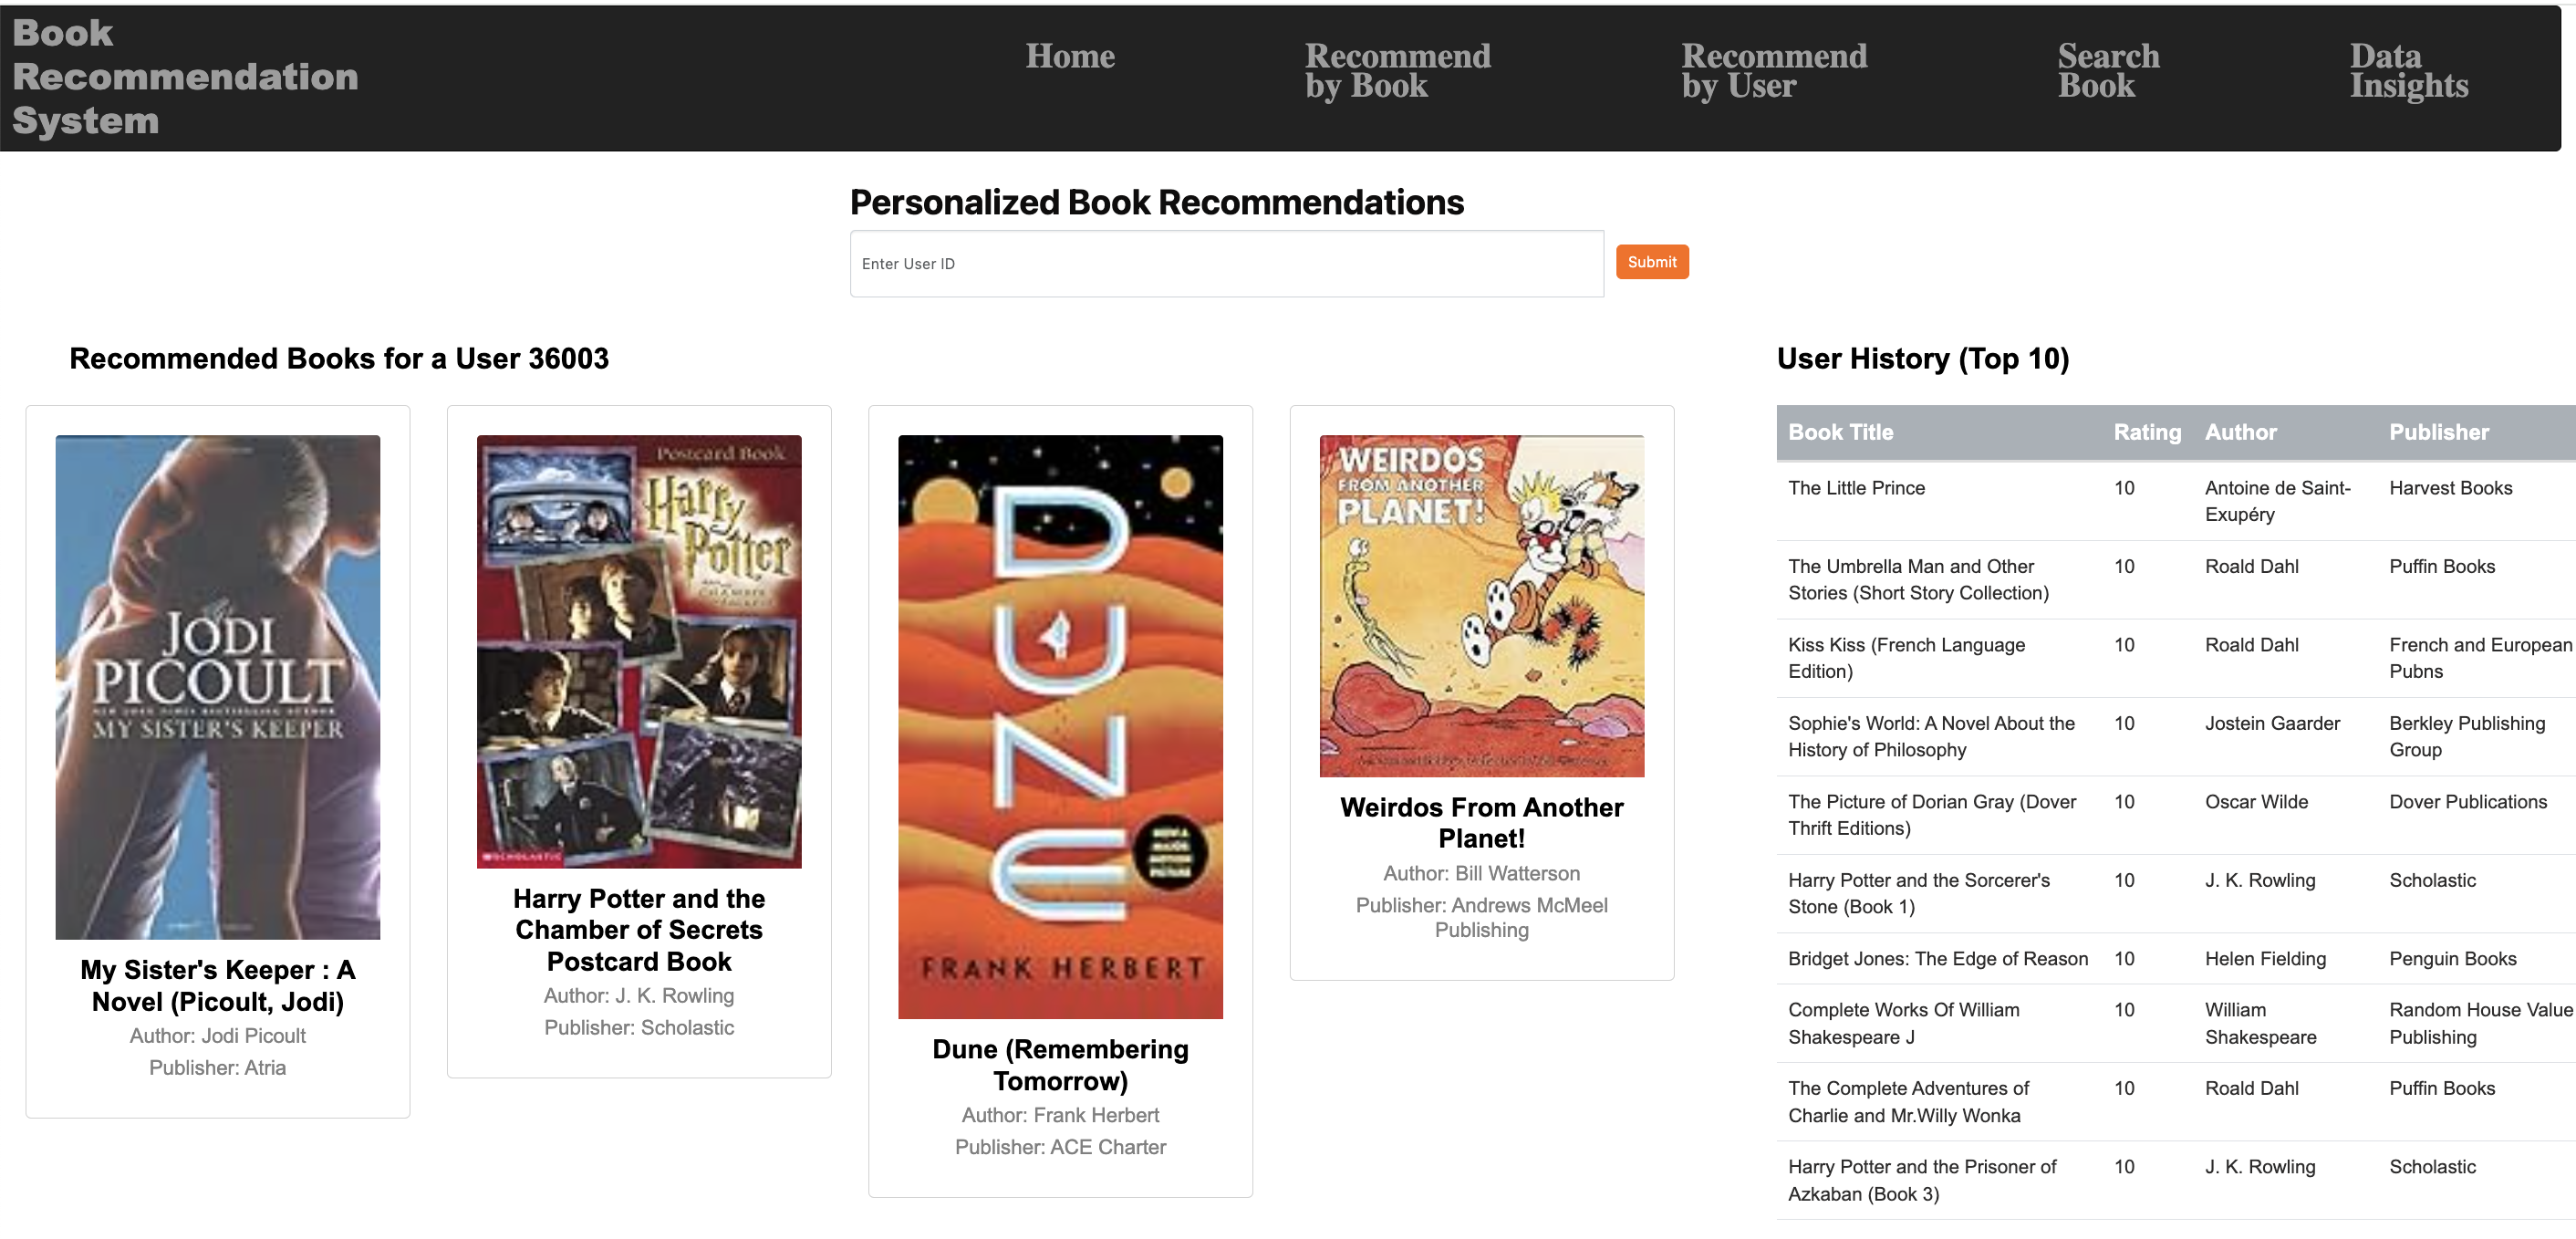 Book
Recommendation
System
Home
Recommend
by Book
Recommend
by User
Search
Book
Data
Insights
Personalized Book Recommendations
Enter User ID
Submit
Recommended Books for a User 36003
JODI
PICOULT
MY SISTER'S KEEPER
My Sister's Keeper : A
Novel (Picoult, Jodi)
Author: Jodi Picoult
Publisher: Atria
Postcard Book
Harry
Potter
SCHOLASTIC
Harry Potter and the
Chamber of Secrets
Postcard Book
Author: J. K. Rowling
Publisher: Scholastic
DUNE
FRANK HERBERT
Dune (Remembering
Tomorrow)
Author: Frank Herbert
Publisher: ACE Charter
WEIRDOS
FROM ANOTHER
PLANET!
Weirdos From Another
Planet!
Author: Bill Watterson
Publisher: Andrews McMeel
Publishing
User History (Top 10)
Book Title Rating Author Publisher
The Little Prince 10 Antoine de Saint- Harvest Books
Exupéry
The Umbrella Man and Other 10 Roald Dahl Puffin Books
Stories (Short Story Collection)
Kiss Kiss (French Language 10 Roald Dahl French and European
Edition) Pubns
Sophie's World: A Novel About the 10 Jostein Gaarder Berkley Publishing
History of Philosophy Group
The Picture of Dorian Gray (Dover 10 Oscar Wilde Dover Publications
Thrift Editions)
Harry Potter and the Sorcerer's 10 J. K. Rowling Scholastic
Stone (Book 1)
Bridget Jones: The Edge of Reason 10 Helen Fielding Penguin Books
Complete Works Of William 10 William Random House Value
Shakespeare J Shakespeare Publishing
The Complete Adventures of 10 Roald Dahl Puffin Books
Charlie and Mr.Willy Wonka
Harry Potter and the Prisoner of 10 J. K. Rowling Scholastic
Azkaban (Book 3)